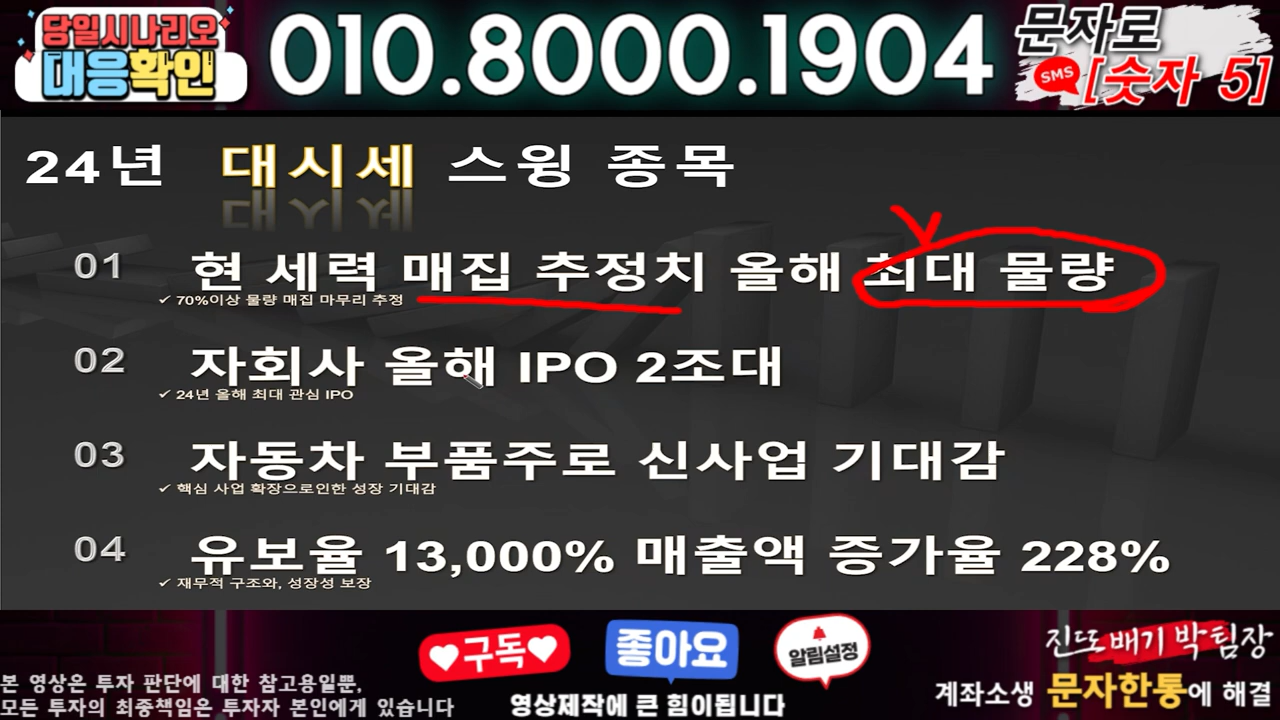 당일시나리오
대응확인
010.8000.1904
문자로
SMS
[숫자 5]
24년 대시세 스윙 종목
01 현 세력 매집 추정치 올해 최대 물량
✓ 70%이상 물량 매집 마무리 추정
02 자회사 올해 IPO 2조대
✓ 24년 올해 최대 관심 IPO
03 자동차 부품주로 신사업 기대감
✓ 핵심 사업 확장으로인한 성장 기대감
04 유보율 13,000% 매출액 증가율 228%
✓ 재무적 구조와, 성장성 보장
구독
좋아요
알림설정
영상제작에 큰 힘이됩니다
본 영상은 투자 판단에 대한 참고용일뿐,
모든 투자의 최종책임은 투자자 본인에게 있습니다
진또배기 박팀장
계좌소생 문자한통에 해결